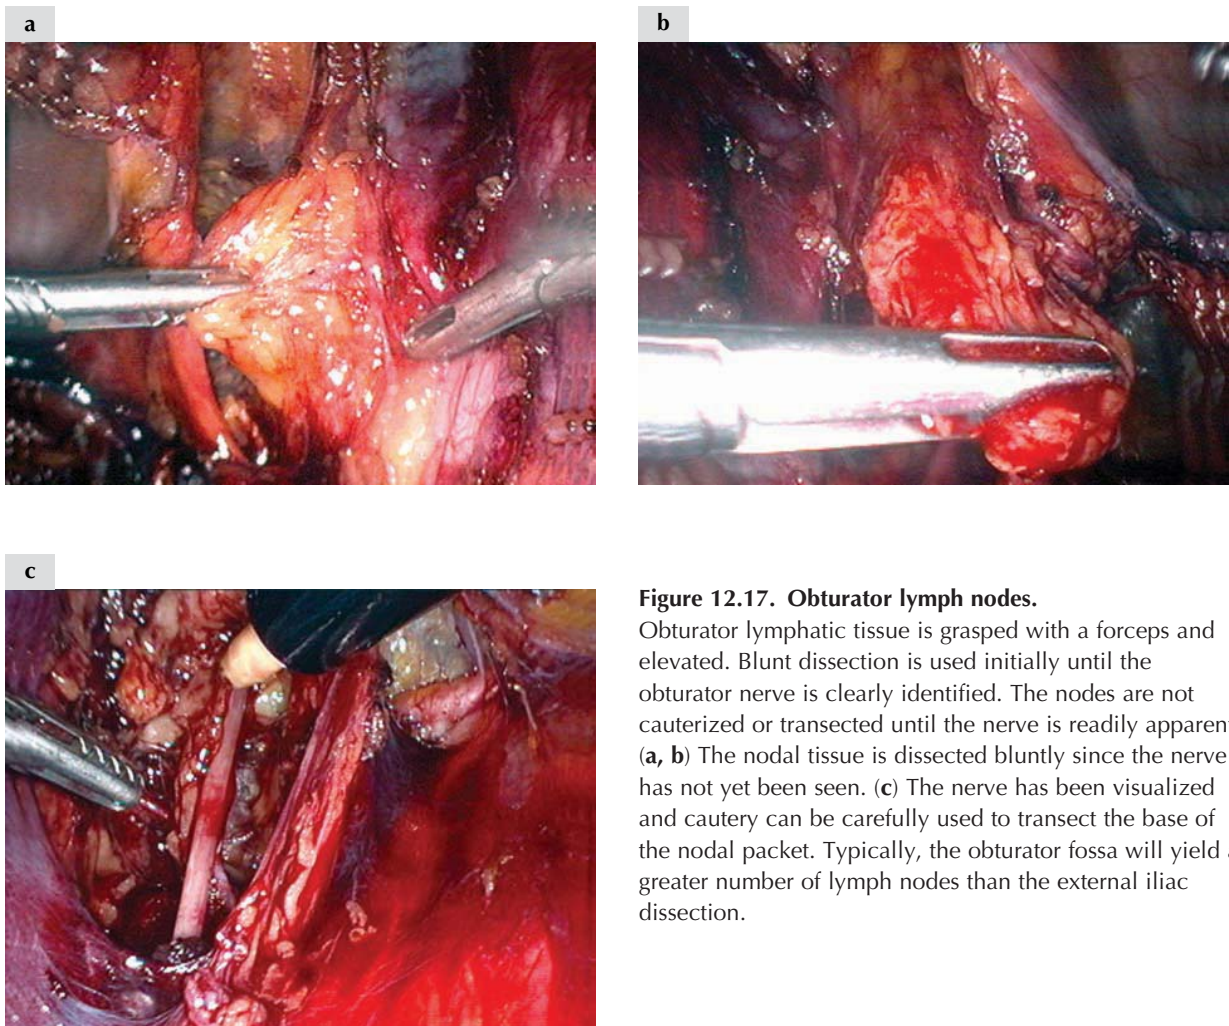 a
b
c
Figure 12.17. Obturator lymph nodes.
Obturator lymphatic tissue is grasped with a forceps and
elevated. Blunt dissection is used initially until the
obturator nerve is clearly identified. The nodes are not
cauterized or transected until the nerve is readily apparent
(a, b) The nodal tissue is dissected bluntly since the nerve
has not yet been seen. (c) The nerve has been visualized
and cautery can be carefully used to transect the base of
the nodal packet. Typically, the obturator fossa will yield
greater number of lymph nodes than the external iliac
dissection.